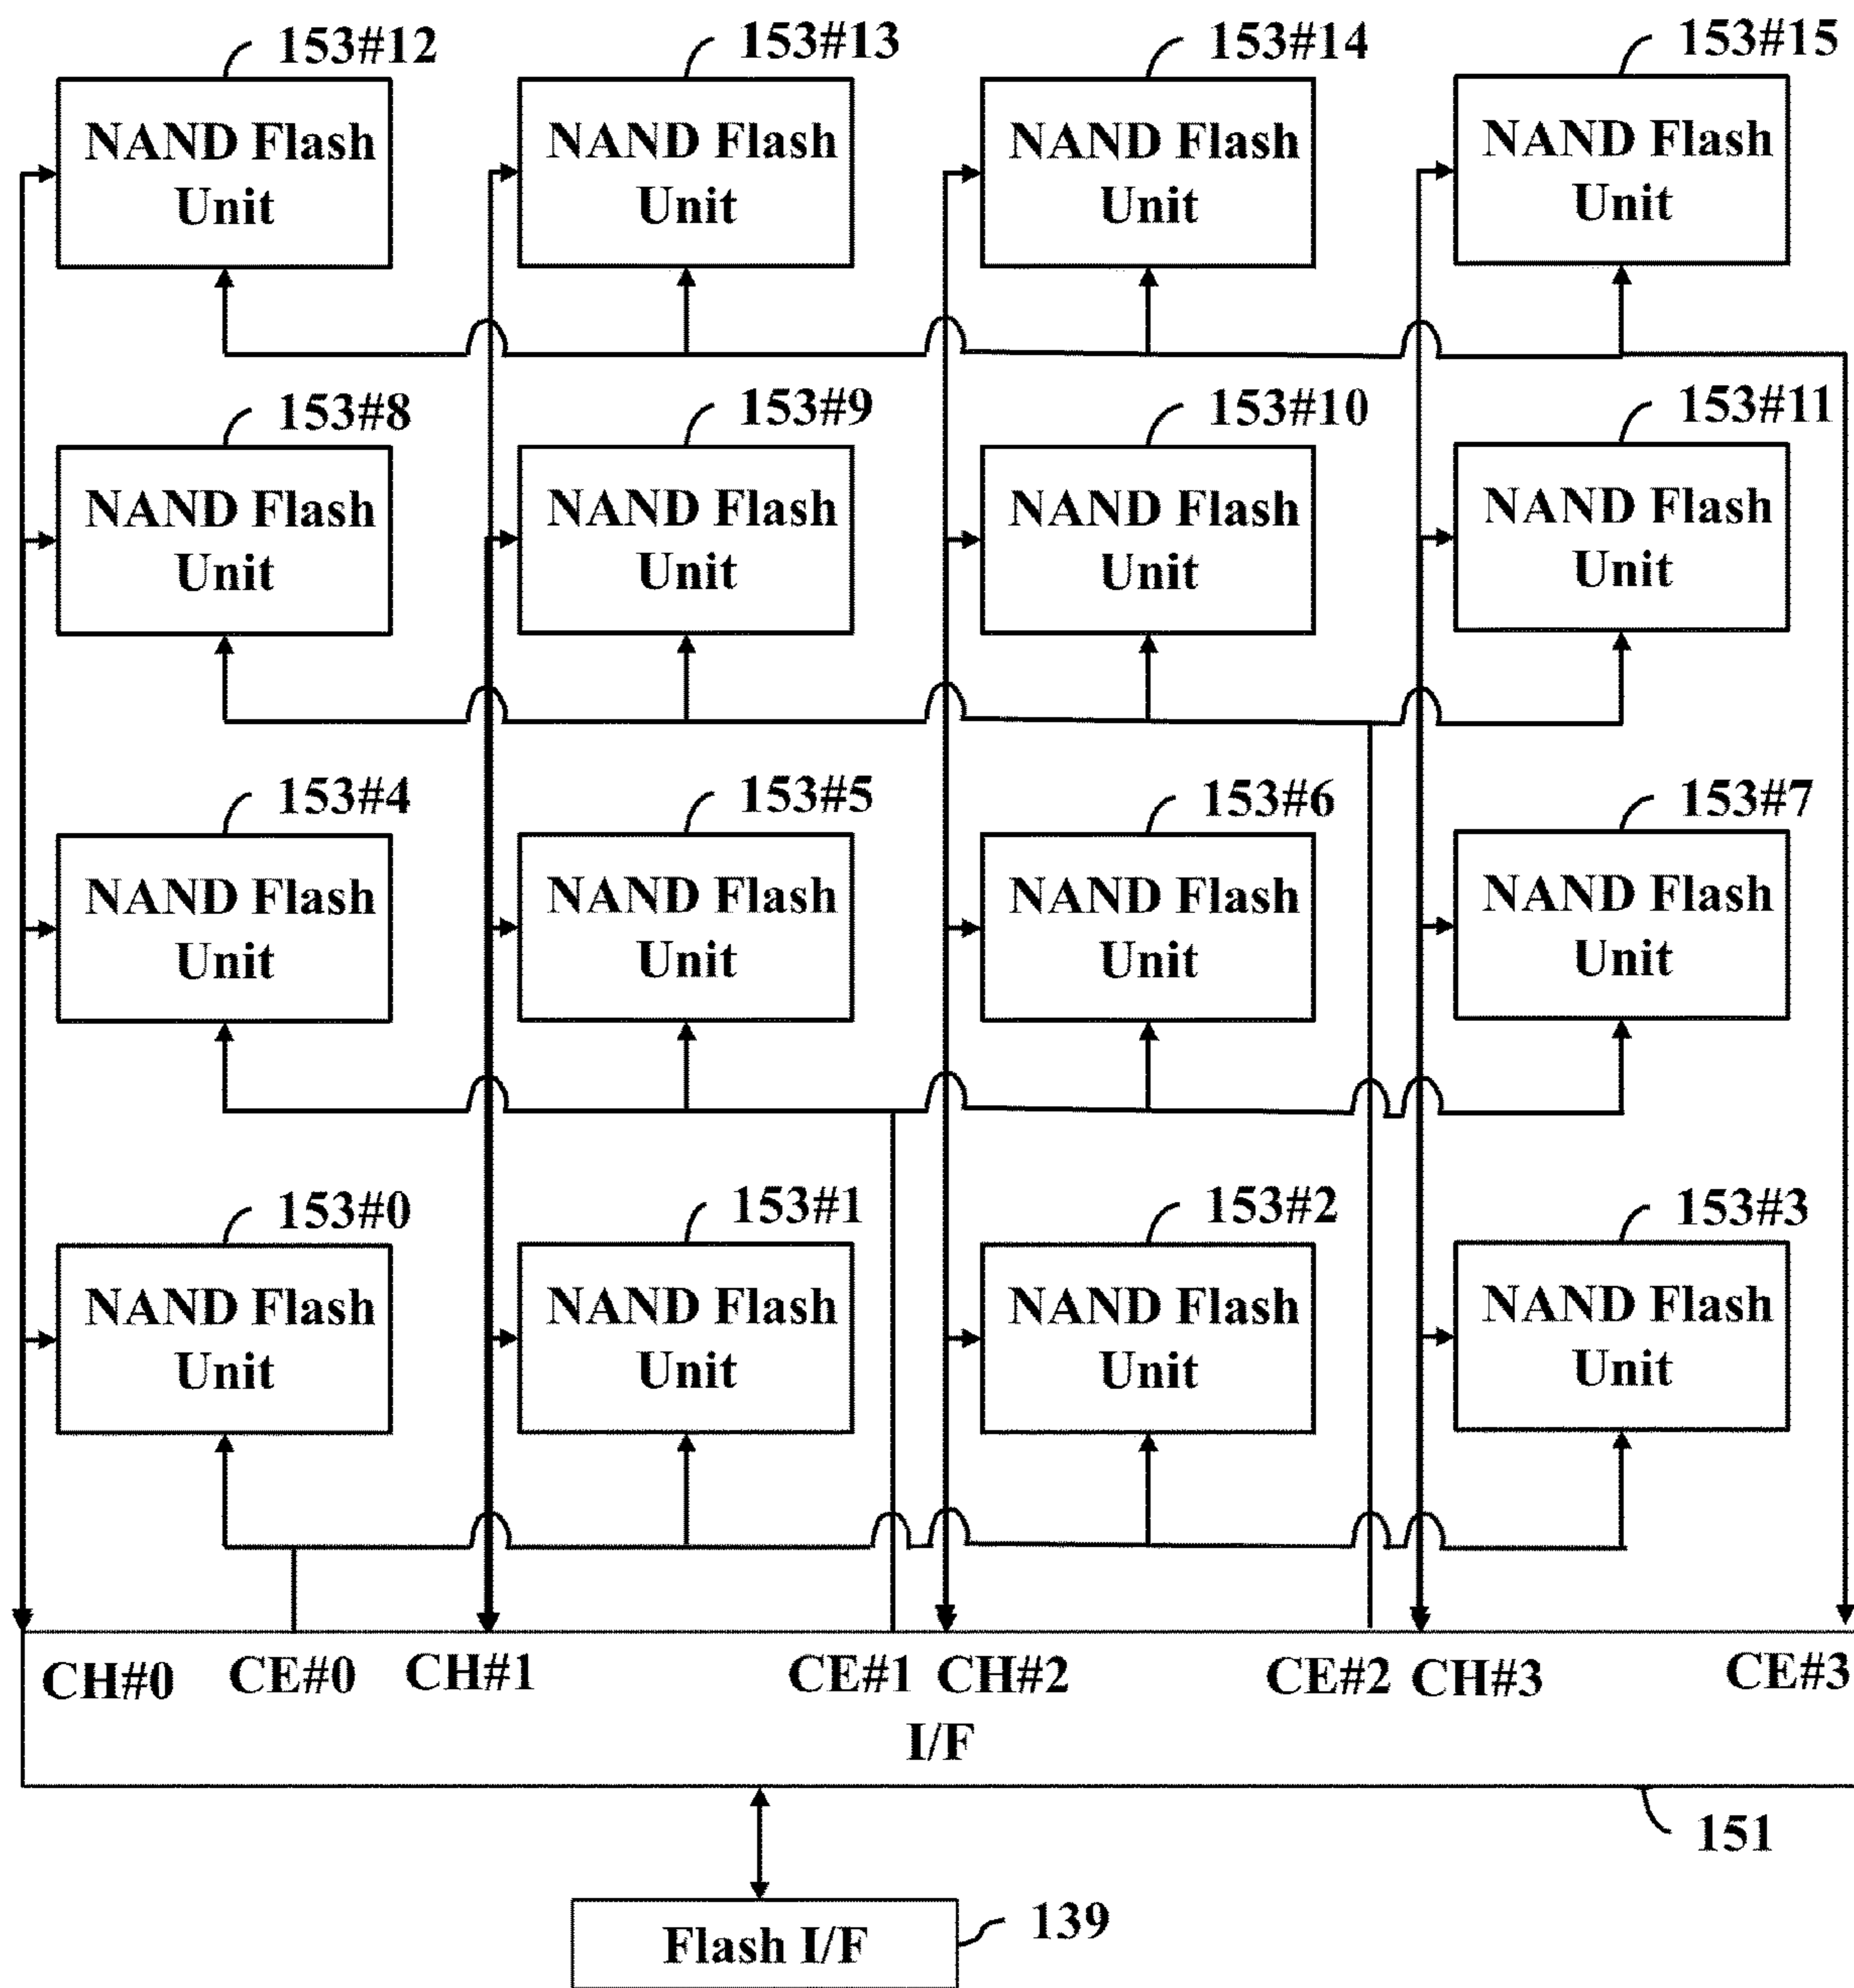 153#12
153#13
153#14
153#15
NAND Flash
Unit
NAND Flash
Unit
NAND Flash
Unit
NAND Flash
Unit
153#8
153#9
153#10
153#11
NAND Flash
Unit
NAND Flash
Unit
NAND Flash
Unit
NAND Flash
Unit
153#4
153#5
153#6
153#7
NAND Flash
Unit
NAND Flash
Unit
NAND Flash
Unit
NAND Flash
Unit
153#0
153#1
153#2
153#3
NAND Flash
Unit
NAND Flash
Unit
NAND Flash
Unit
NAND Flash
Unit
CH#0
CE#0
CH#1
CE#1
CH#2
CE#2
CH#3
CE#3
I/F
151
Flash I/F
139